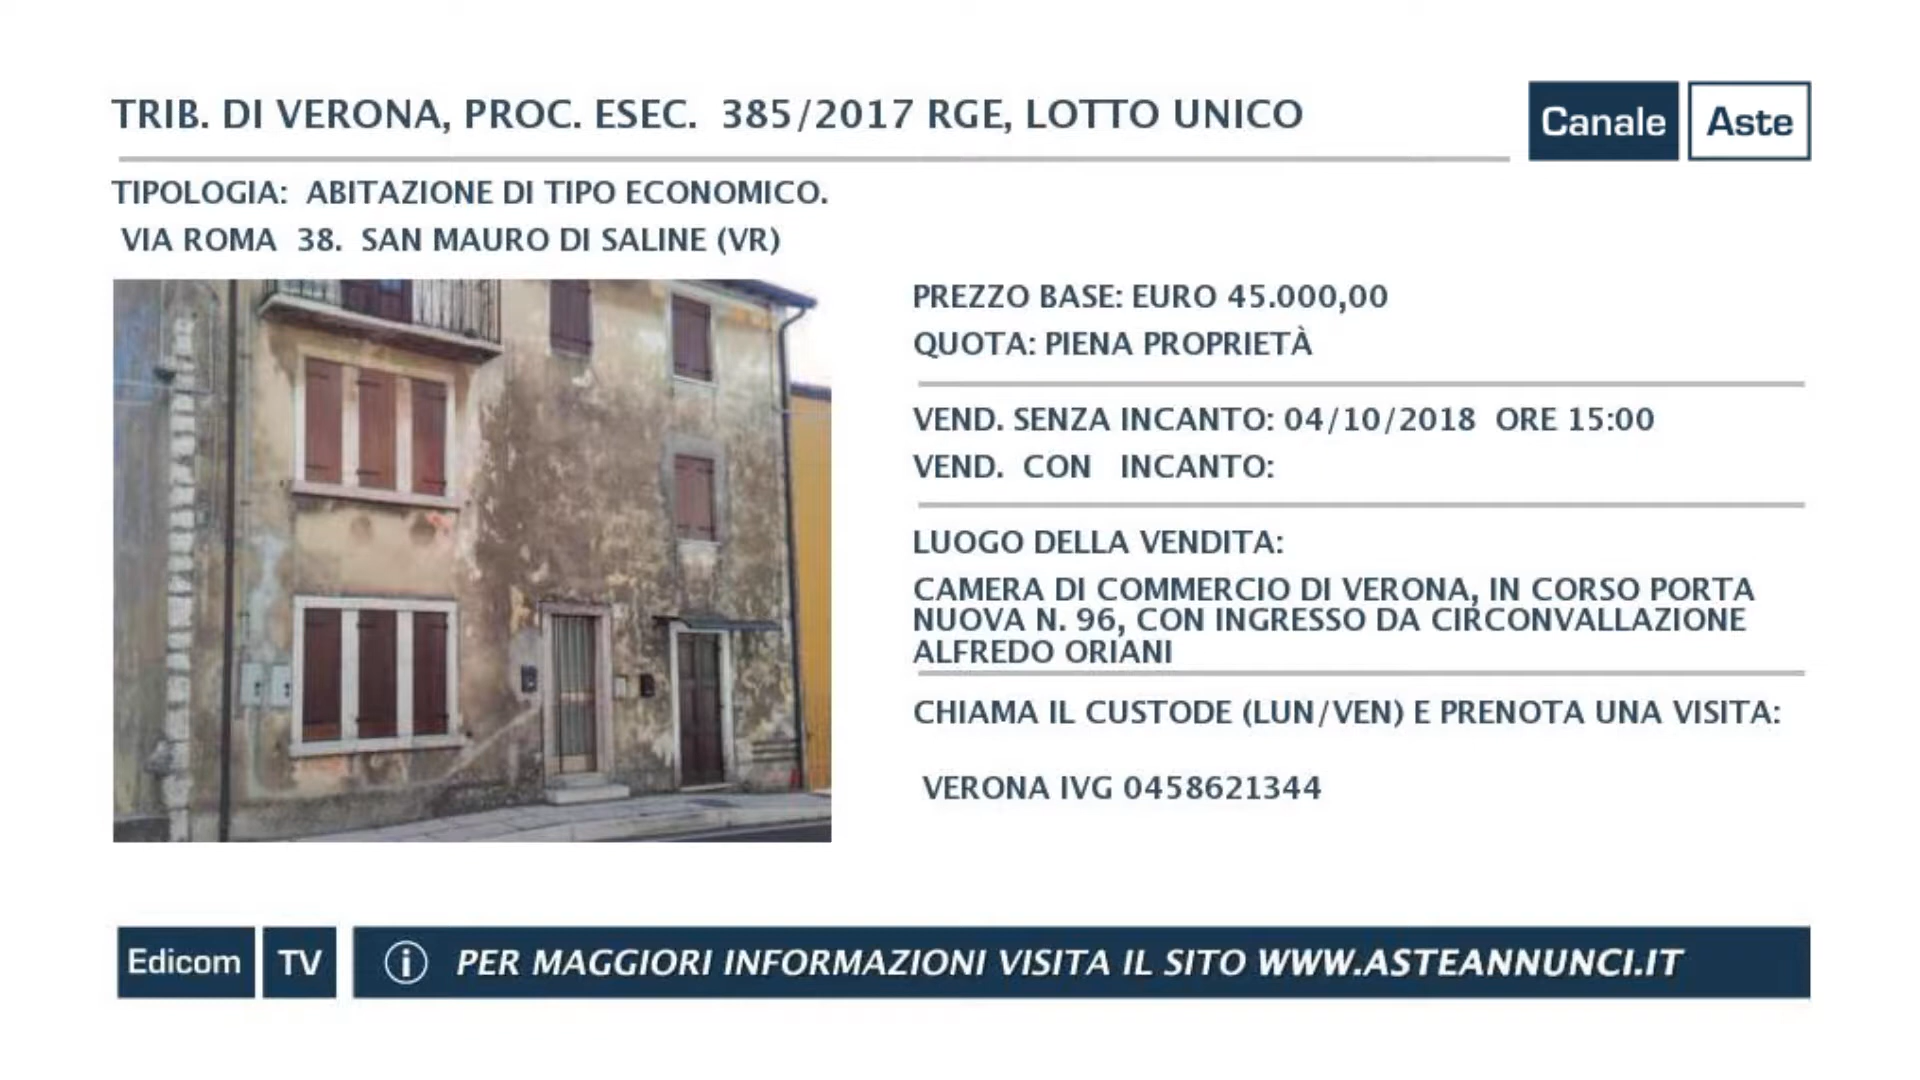 TRIB. DI VERONA, PROC. ESEC. 385/2017 RGE, LOTTO UNICO
Canale Aste
TIPOLOGIA: ABITAZIONE DI TIPO ECONOMICO.
VIA ROMA 38. SAN MAURO DI SALINE (VR)
PREZZO BASE: EURO 45.000,00
QUOTA: PIENA PROPRIETÀ
VEND. SENZA INCANTO: 04/10/2018 ORE 15:00
VEND. CON INCANTO:
LUOGO DELLA VENDITA:
CAMERA DI COMMERCIO DI VERONA, IN CORSO PORTA
NUOVA N. 96, CON INGRESSO DA CIRCONVALLAZIONE
ALFREDO ORIANI
CHIAMA IL CUSTODE (LUN/VEN) E PRENOTA UNA VISITA:
VERONA IVG 0458621344
Edicom TV
PER MAGGIORI INFORMAZIONI VISITA IL SITO WWW.ASTEANNUNCI.IT